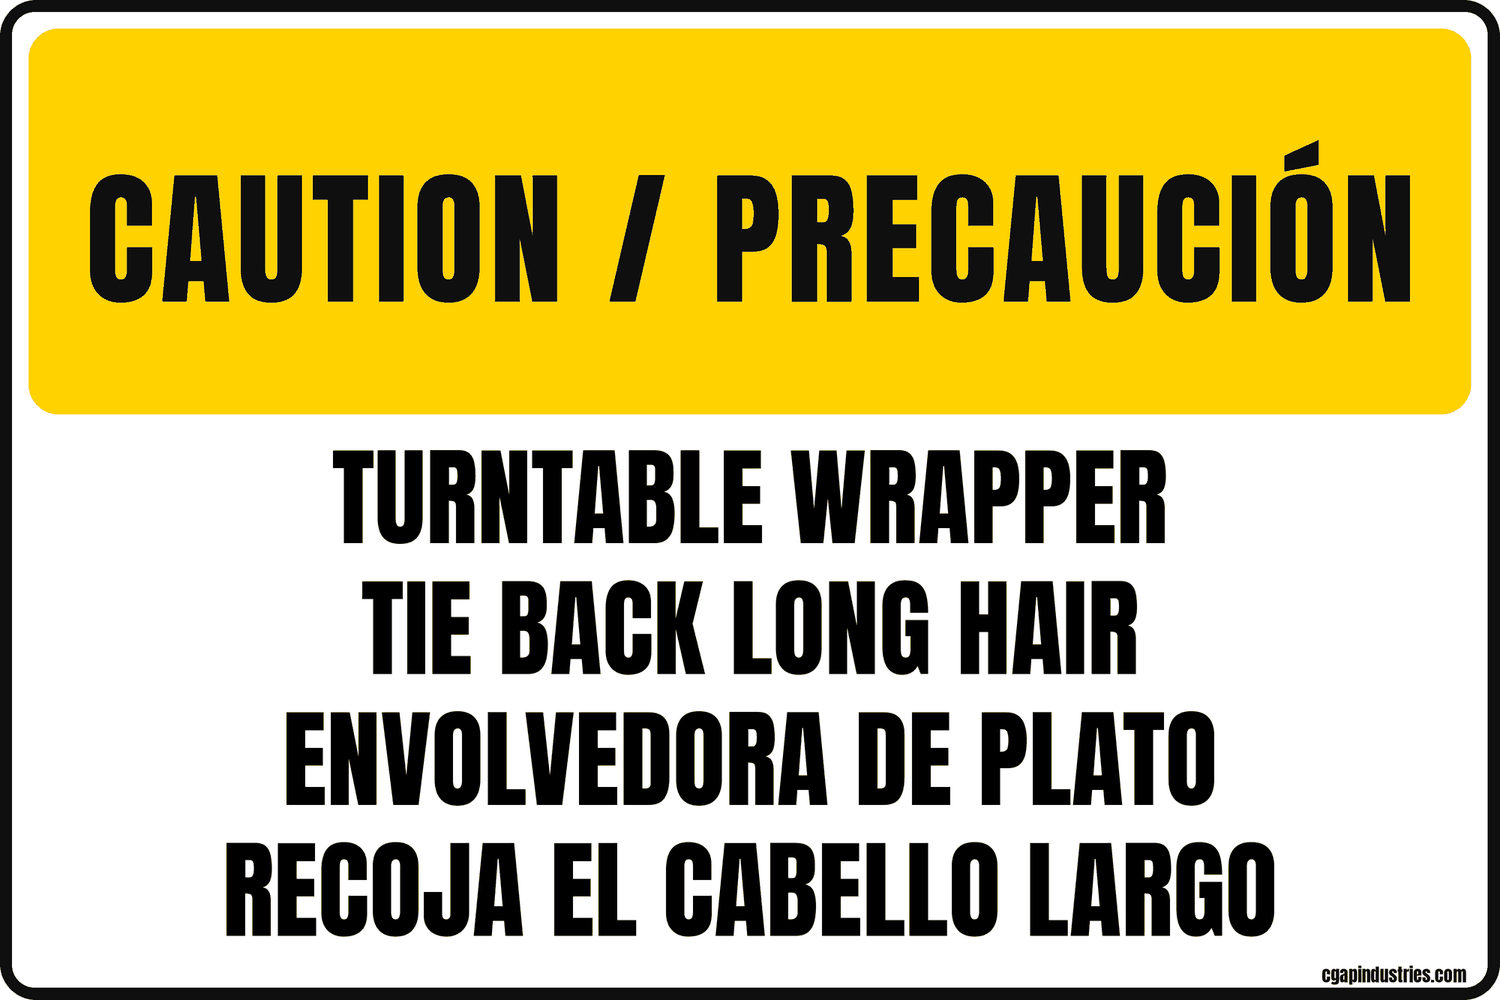 CAUTION / PRECAUCIÓN
TURNTABLE WRAPPER
TIE BACK LONG HAIR
ENVOLVEDORA DE PLATO
RECOJA EL CABELLO LARGO
cgapindustries.com